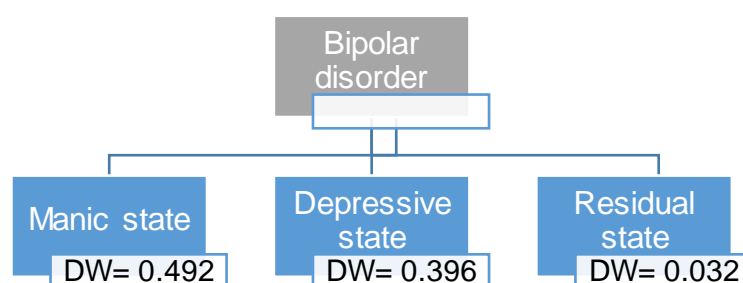 Bipolar
disorder
Manic state
DW= 0.492
Depressive
state
DW= 0.396
Residual
state
DW= 0.032